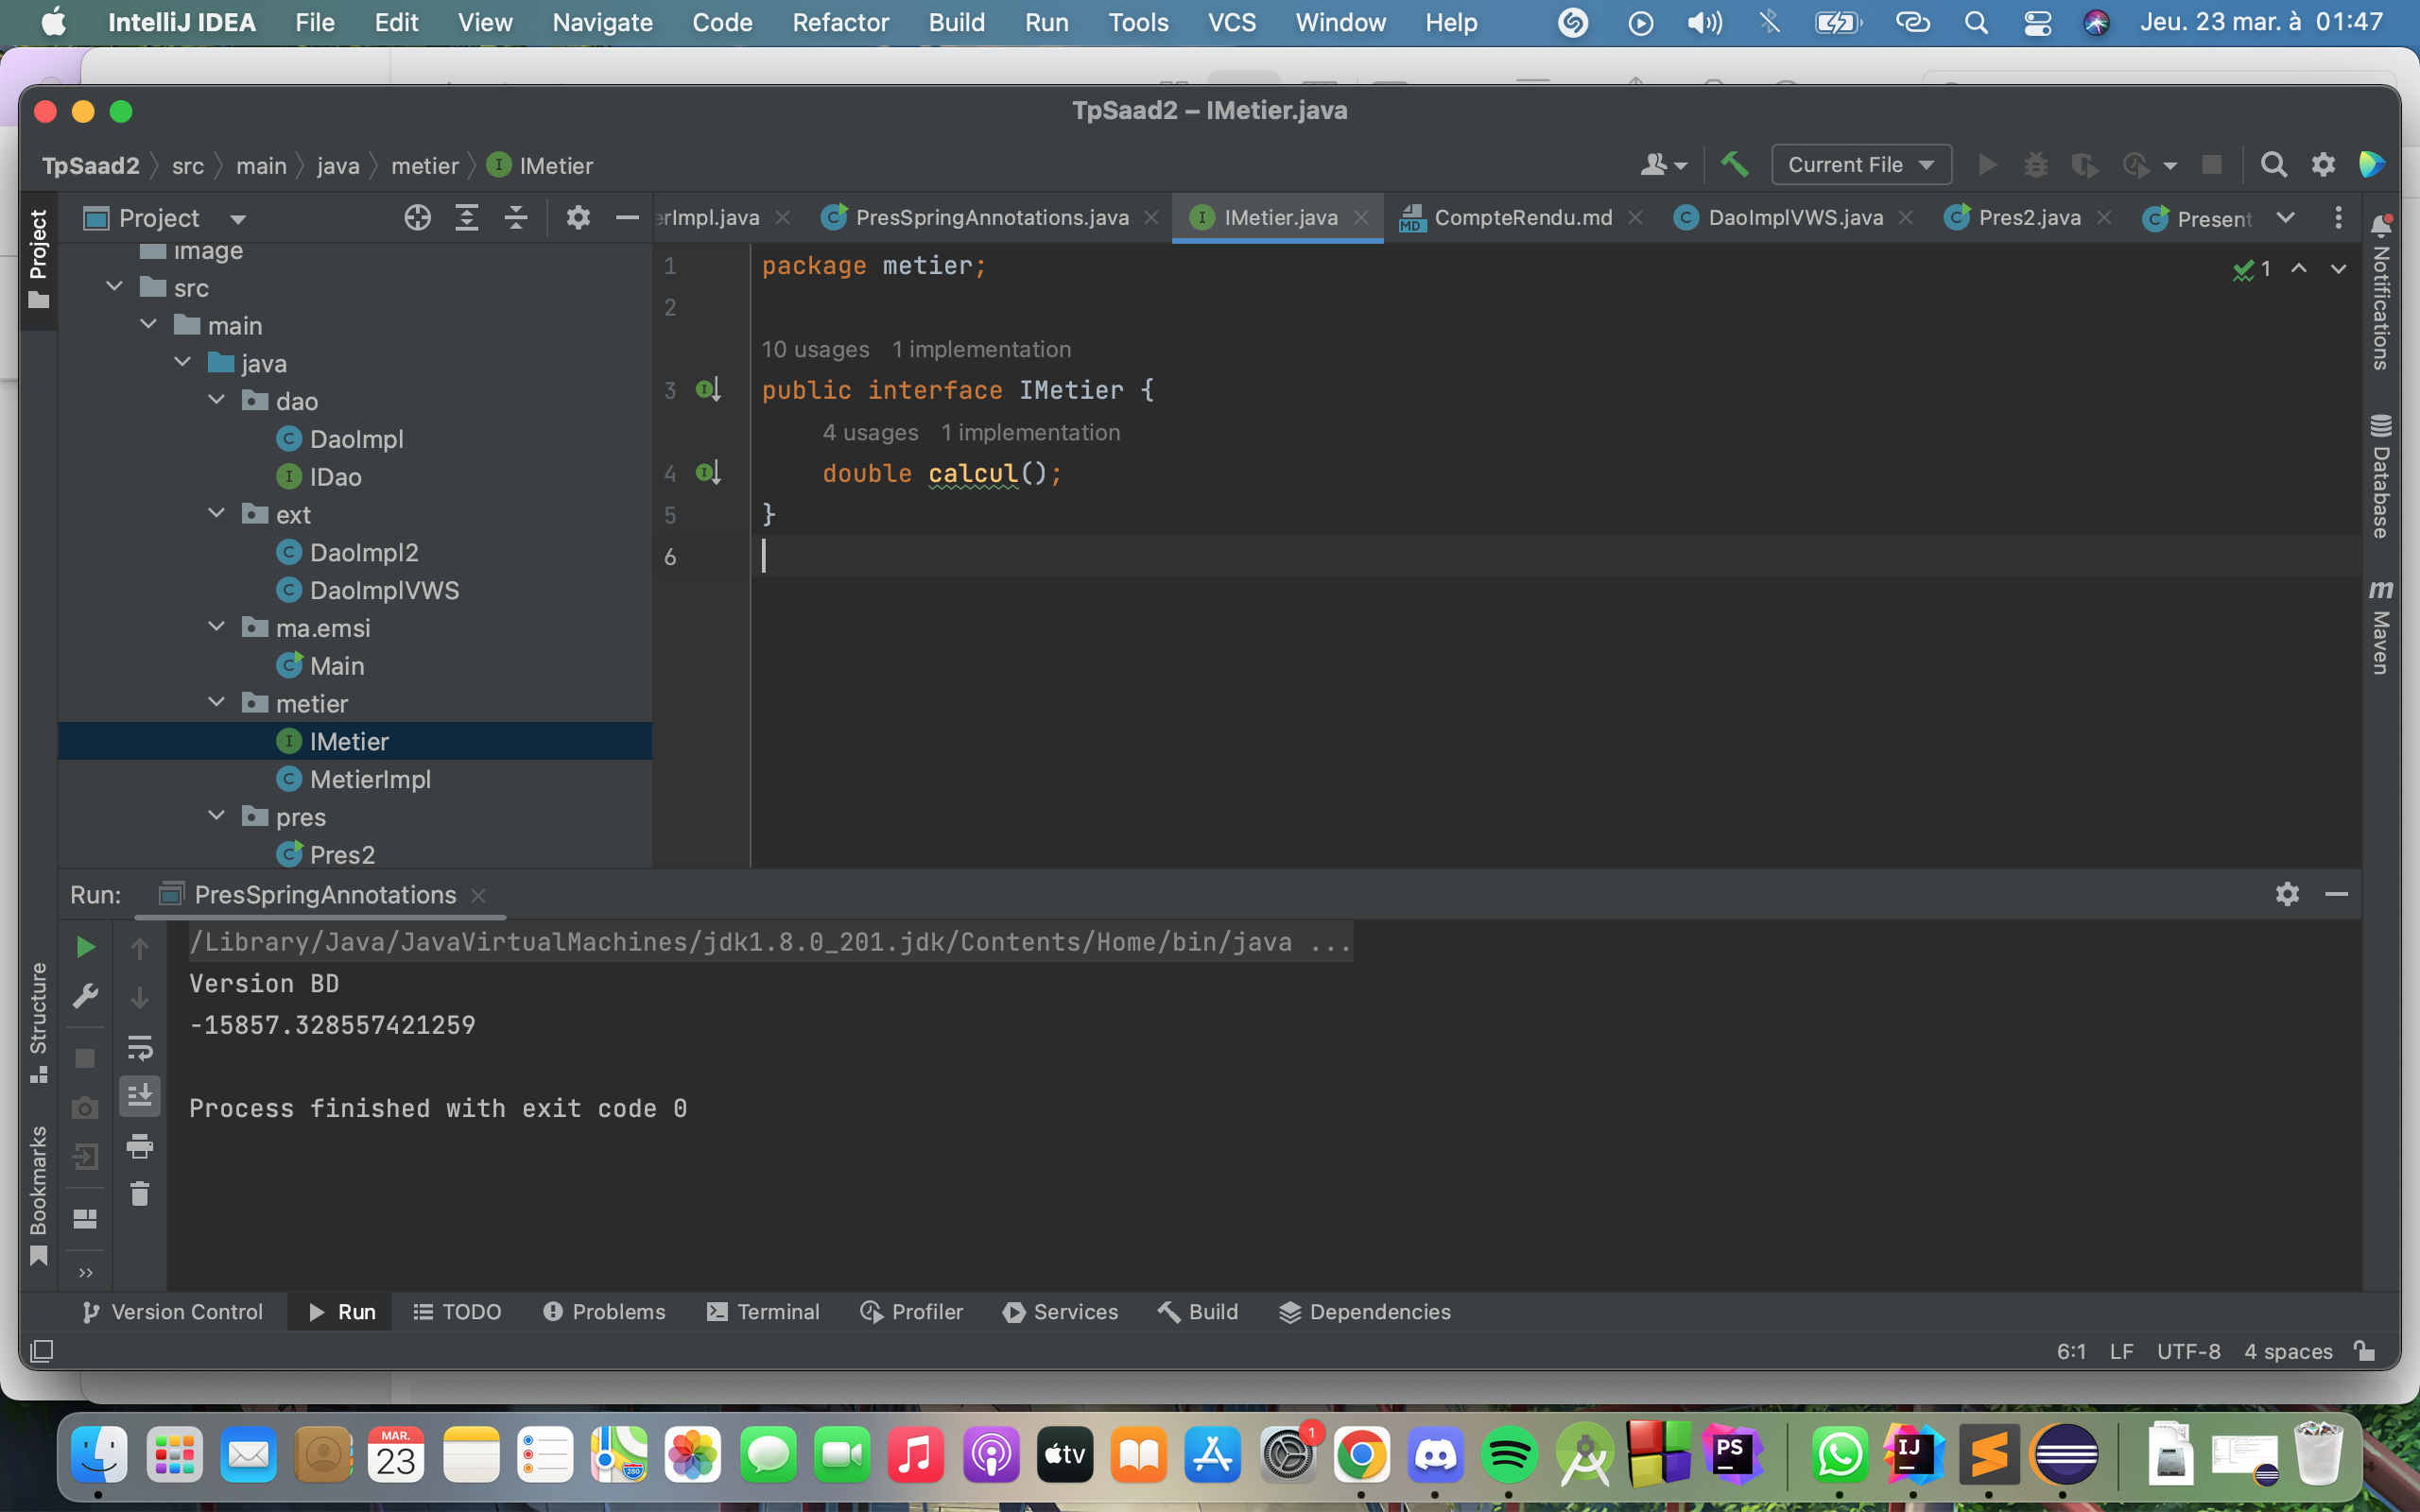 IntelliJ IDEA File Edit View Navigate Code Refactor Build Run Tools VCS Window Help Jeu. 23 mar. à 01:47
TpSaad2 – IMetier.java
TpSaad2 src main java metier IMetier Current File
Project
Project erImpl.java PresSpringAnnotations.java IMetier.java CompteRendu.md DaoImplVWS.java Pres2.java Present
image
src
main
java
dao
DaoImpl
IDao
ext
DaoImpl2
DaoImplVWS
ma.emsi
Main
metier
IMetier
MetierImpl
pres
Pres2
1 package metier;
2
10 usages 1 implementation
3 public interface IMetier {
4 usages 1 implementation
4 double calcul();
5 }
6
1
Notifications
Database
Maven
Run: PresSpringAnnotations
/Library/Java/JavaVirtualMachines/jdk1.8.0_201.jdk/Contents/Home/bin/java ...
Version BD
-15857.328557421259
Process finished with exit code 0
Structure
Bookmarks
Version Control Run TODO Problems Terminal Profiler Services Build Dependencies
6:1 LF UTF-8 4 spaces
MAR.
23
280
tv
1
PS
IJ